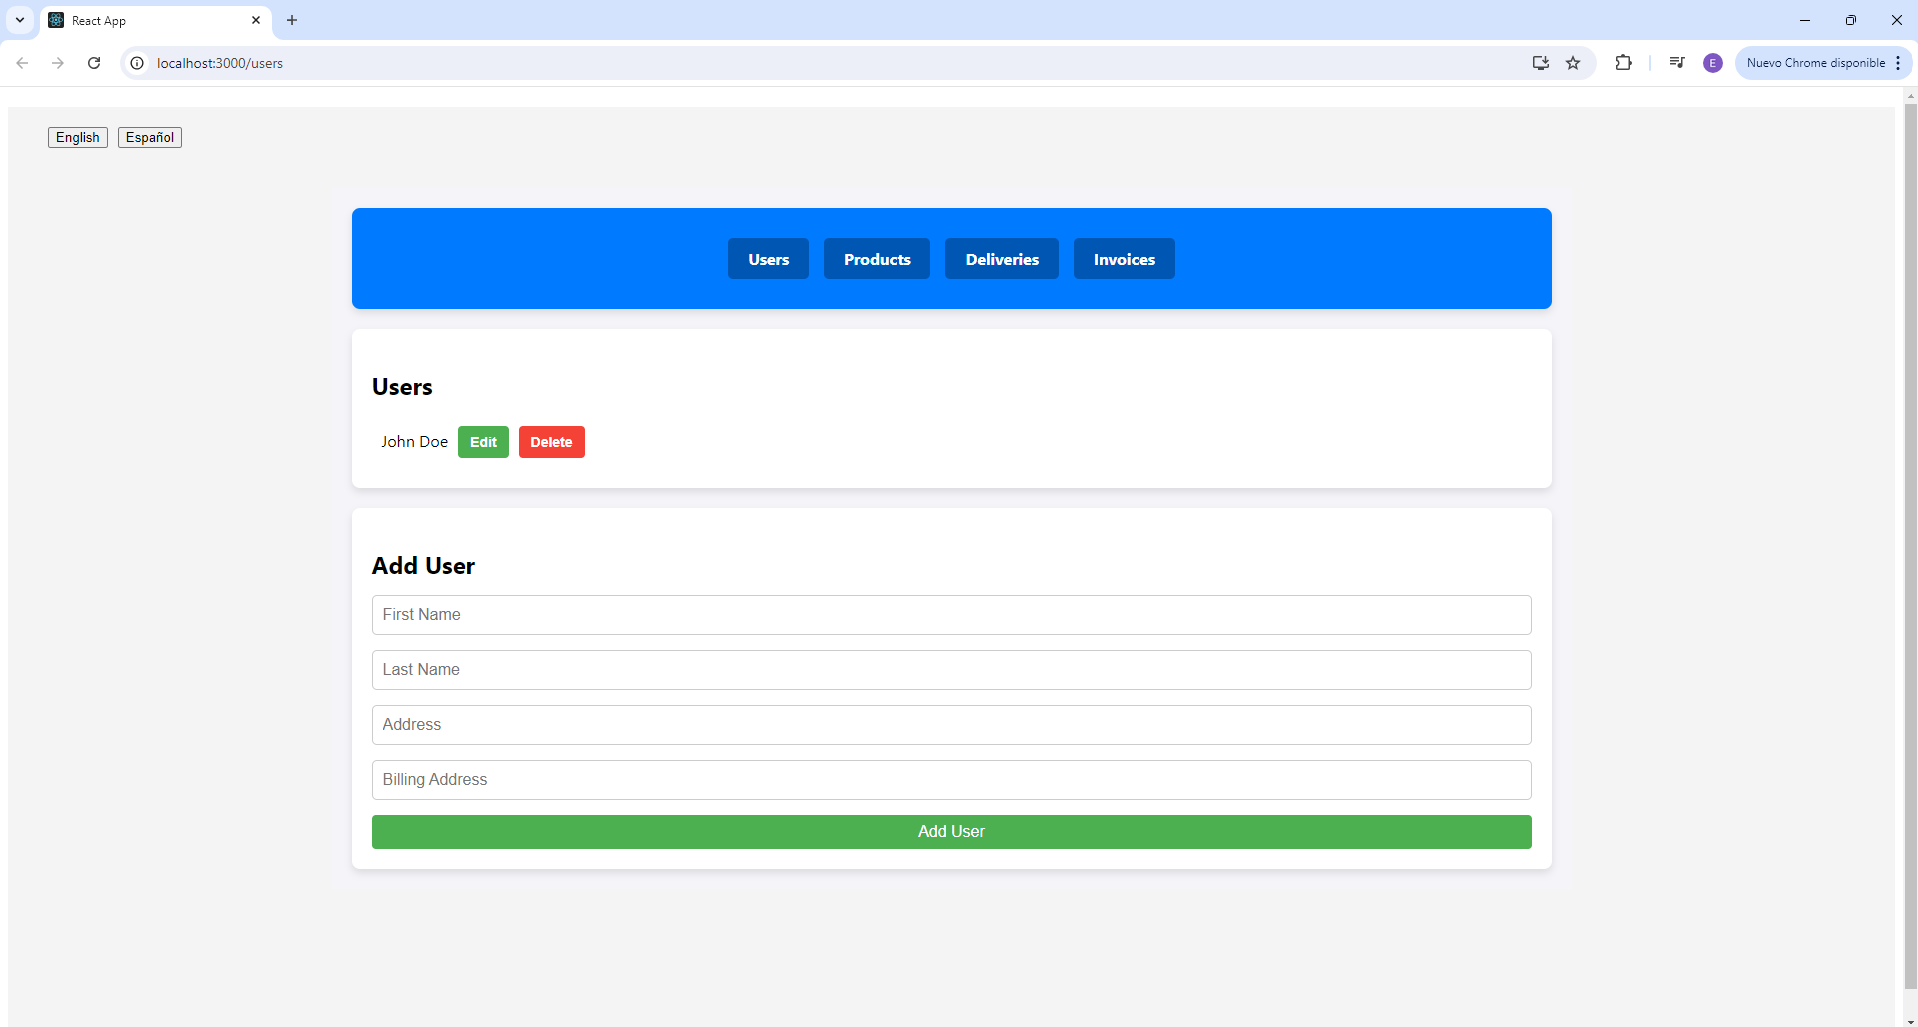 React App
localhost:3000/users
E
Nuevo Chrome disponible
English Español
Users Products Deliveries Invoices
Users
John Doe Edit Delete
Add User
First Name
Last Name
Address
Billing Address
Add User